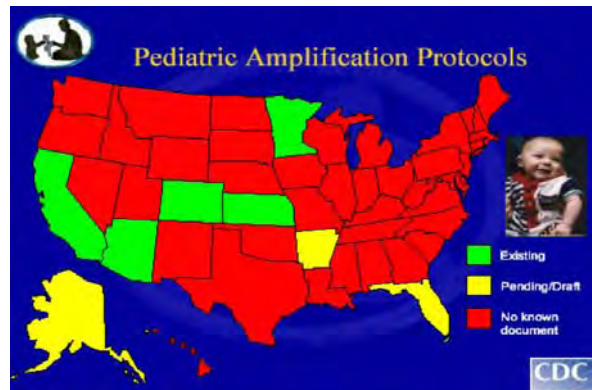 Pediatric Amplification Protocols
Existing
Pending/Draft
No known
document
CDC